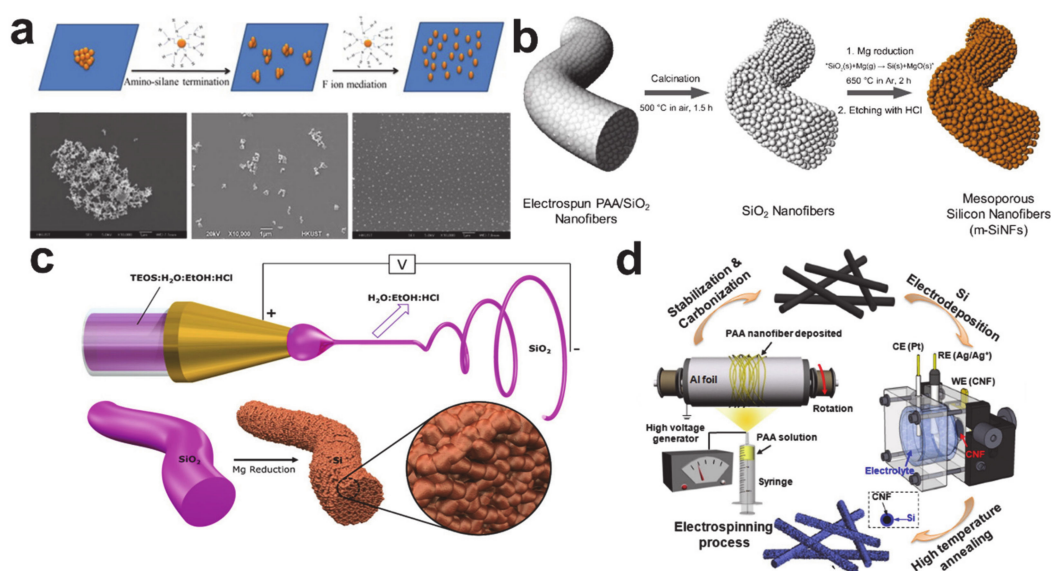 a
Amino-silane termination
F ion mediation
20kV X10,000 1µm HKUST
b
Calcination
500 °C in air, 1.5 h
1. Mg reduction
"SiO₂(s)+Mg(g) → Si(s)+MgO(s)"
650 °C in Ar, 2 h
2. Etching with HCl
Electrospun PAA/SiO₂
Nanofibers
SiO₂ Nanofibers
Mesoporous
Silicon Nanofibers
(m-SiNFs)
c
TEOS:H₂O:EtOH:HCl
V
+
H₂O:EtOH:HCl
SiO₂
−
SiO₂
Mg Reduction
Si
d
Stabilization &
Carbonization
Si
Electrodeposition
PAA nanofiber deposited
Al foil
Rotation
High voltage
generator
PAA solution
Syringe
Electrospinning
process
CE (Pt)
RE (Ag/Ag⁺)
WE (CNF)
CNF
Electrolyte
CNF
Si
High temperature
annealing